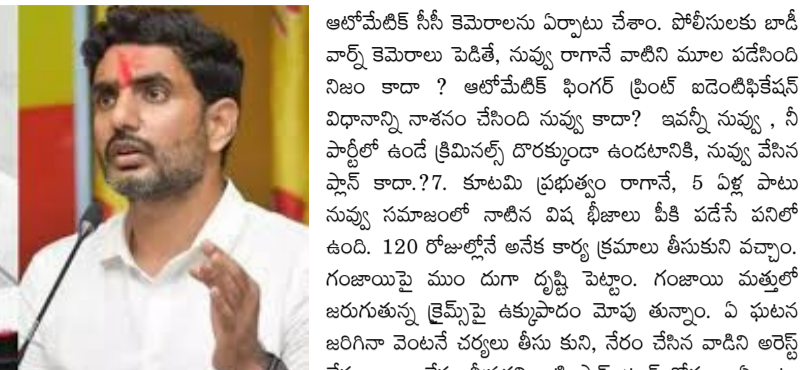 ఆటోమేటిక్ సీసీ కెమెరాలను ఏర్పాటు చేశాం. పోలీసులకు బాడీ
వార్న్ కెమెరాలు పెడితే, నువ్వు రాగానే వాటిని మూల పడేసింది
నిజం కాదా ? ఆటోమేటిక్ ఫింగర్ ప్రింట్ ఐడెంటిఫికేషన్
విధానాన్ని నాశనం చేసింది నువ్వు కాదా? ఇవన్నీ నువ్వు , నీ
పార్టీలో ఉండే క్రిమినల్స్ దొరక్కుండా ఉండటానికి, నువ్వు వేసిన
ప్లాన్ కాదా.?7. కూటమి ప్రభుత్వం రాగానే, 5 ఏళ్ల పాటు
నువ్వు సమాజంలో నాటిన విష భీజాలు పీకి పడేసే పనిలో
ఉంది. 120 రోజుల్లోనే అనేక కార్య క్రమాలు తీసుకుని వచ్చాం.
గంజాయిపై ముం దుగా దృష్టి పెట్టాం. గంజాయి మత్తులో
జరుగుతున్న క్రైమ్స్‌పై ఉక్కుపాదం మోపు తున్నాం. ఏ ఘటన
జరిగినా వెంటనే చర్యలు తీసు కుని, నేరం చేసిన వాడిని అరెస్ట్